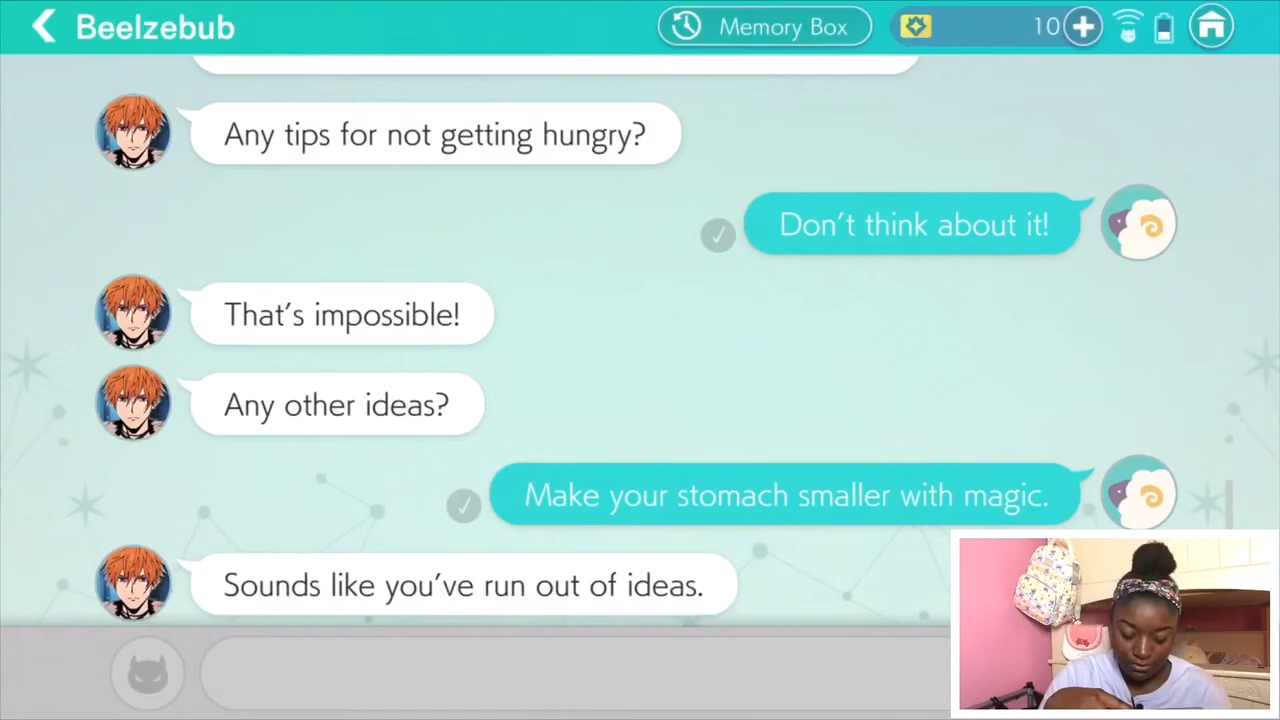 Beelzebub
Memory Box
10
Any tips for not getting hungry?
Don't think about it!
That's impossible!
Any other ideas?
Make your stomach smaller with magic.
Sounds like you've run out of ideas.